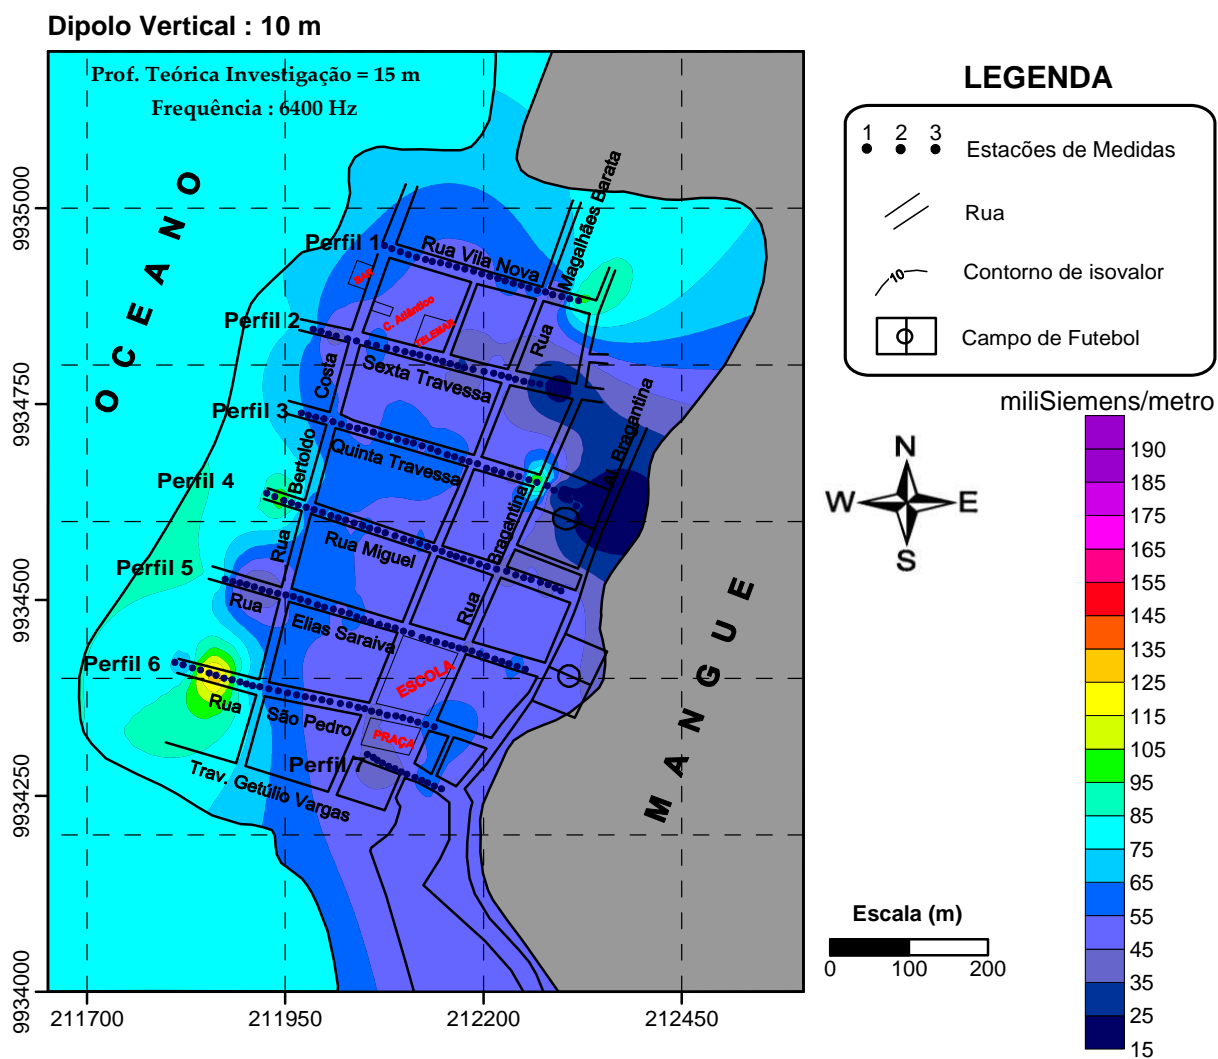 Dipolo Vertical : 10 m
Prof. Teórica Investigação = 15 m
Frequência : 6400 Hz
OCEANO
MANGUE
Perfil 1
Perfil 2
Perfil 3
Perfil 4
Perfil 5
Perfil 6
Perfil 7
Rua Vila Nova
Magalhães Barata
Rua
BAR
C. Atlântico
TELEMAR
Sexta Travessa
Costa
Bertoldo
Rua
Quinta Travessa
Av. Bragantina
Bragantina
Rua
Rua Miguel
Rua
Elias Saraiva
ESCOLA
Rua
São Pedro
PRAÇA
Trav. Getúlio Vargas
9935000
9934750
9934500
9934250
9934000
211700
211950
212200
212450
LEGENDA
1 2 3
Estacões de Medidas
Rua
10
Contorno de isovalor
Campo de Futebol
miliSiemens/metro
190
185
175
165
155
145
135
125
115
105
95
85
75
65
55
45
35
25
15
N
W
E
S
Escala (m)
0 100 200